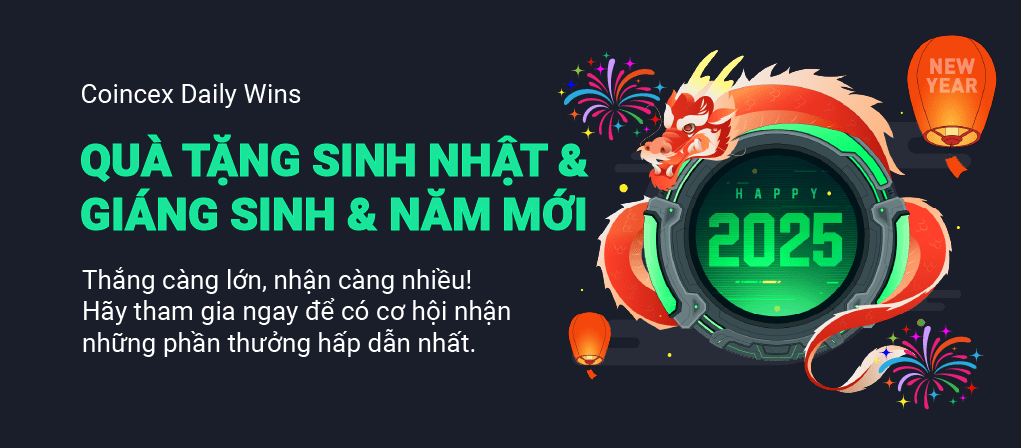 Coincex Daily Wins
QUÀ TẶNG SINH NHẬT &
GIÁNG SINH & NĂM MỚI
Thắng càng lớn, nhận càng nhiều!
Hãy tham gia ngay để có cơ hội nhận
những phần thưởng hấp dẫn nhất.
HAPPY
2025
NEW
YEAR